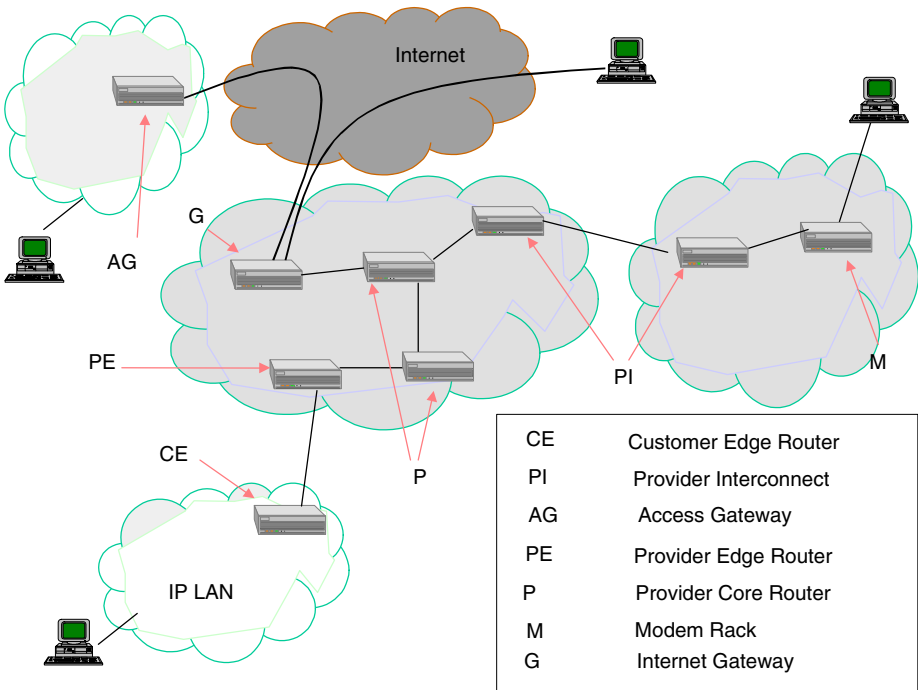 Internet
G
AG
PE
PI
M
CE
P
IP LAN
CE Customer Edge Router
PI Provider Interconnect
AG Access Gateway
PE Provider Edge Router
P Provider Core Router
M Modem Rack
G Internet Gateway